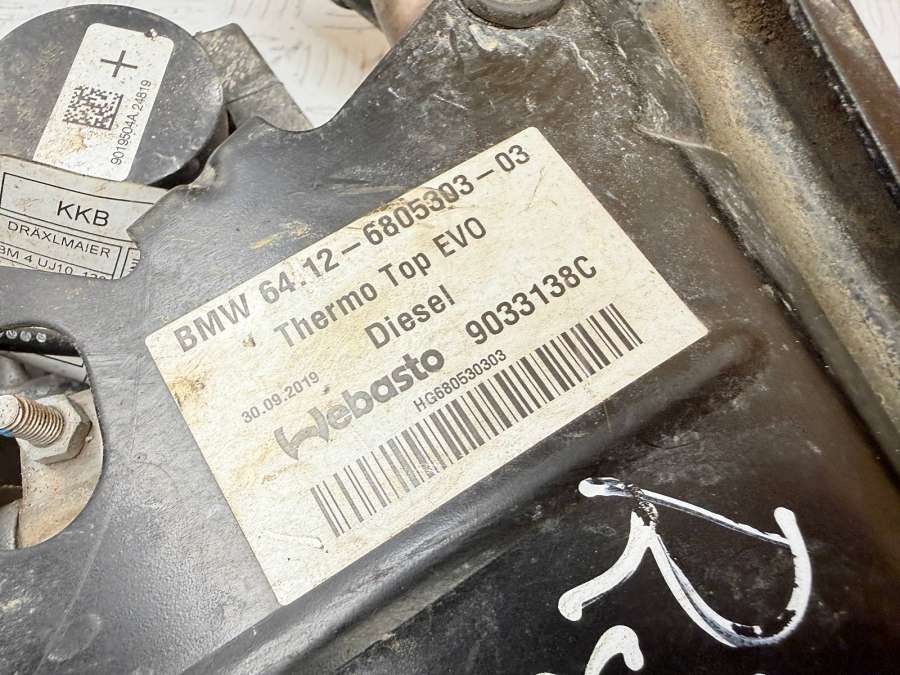 9019504A.24819
KKB
DRÄXLMAIER
BMW 64.12-6805303-03
Thermo Top EVO
Diesel
30.09.2019
Webasto 9033138C
HG680530303